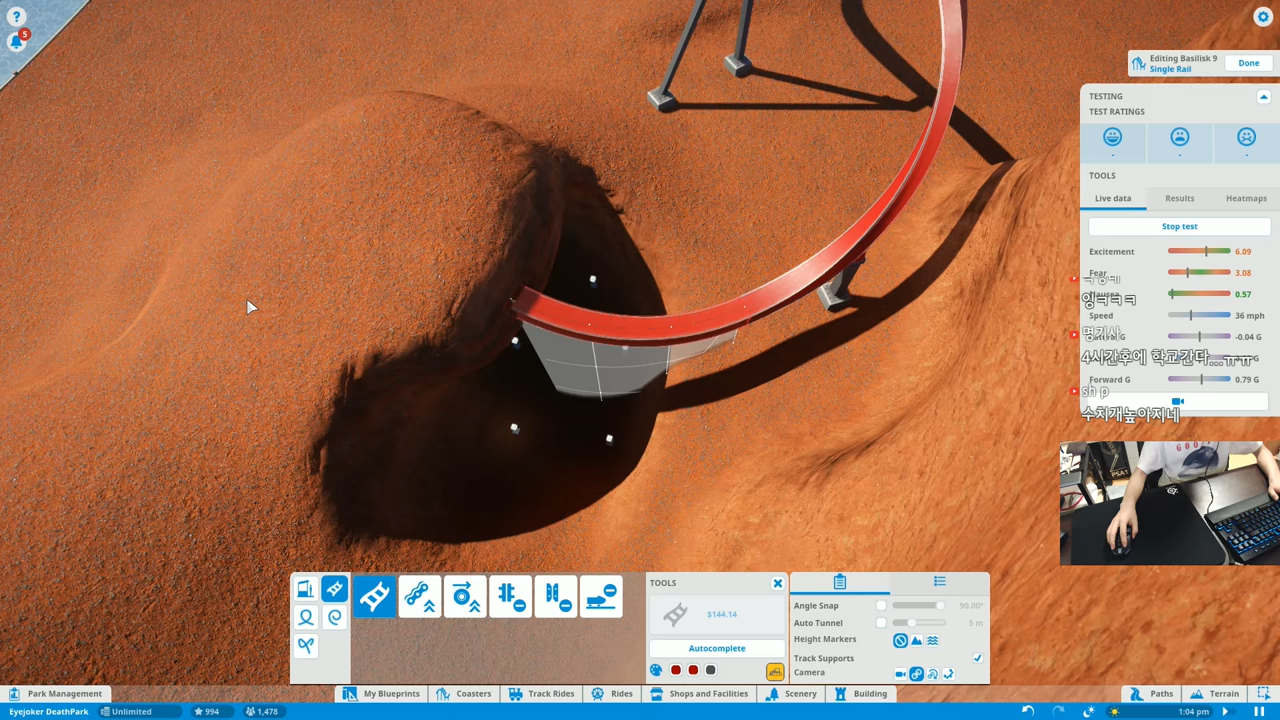 ?
5
Editing Basilisk 9
Single Rail
Done
TESTING
TEST RATINGS
-
-
-
TOOLS
Live data
Results
Heatmaps
Stop test
Excitement
6.09
Fear
3.08
0.57
잉ㅋㅋㅋ
Speed
36 mph
명기사
-0.04 G
4시간후에 학교간다...ㅠㅠ
Forward G
0.79 G
sh p
수치개높아지네
TOOLS
$144.14
Autocomplete
Angle Snap
90.00°
Auto Tunnel
5 m
Height Markers
Track Supports
Camera
Park Management
My Blueprints
Coasters
Track Rides
Rides
Shops and Facilities
Scenery
Building
Paths
Terrain
Eyejoker DeathPark
Unlimited
994
1,478
1:04 pm